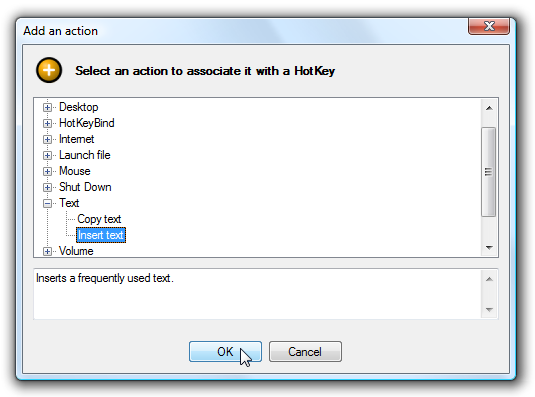 Add an action
Select an action to associate it with a HotKey
Desktop
HotKeyBind
Internet
Launch file
Mouse
Shut Down
Text
Copy text
Insert text
Volume
Inserts a frequently used text.
OK
Cancel